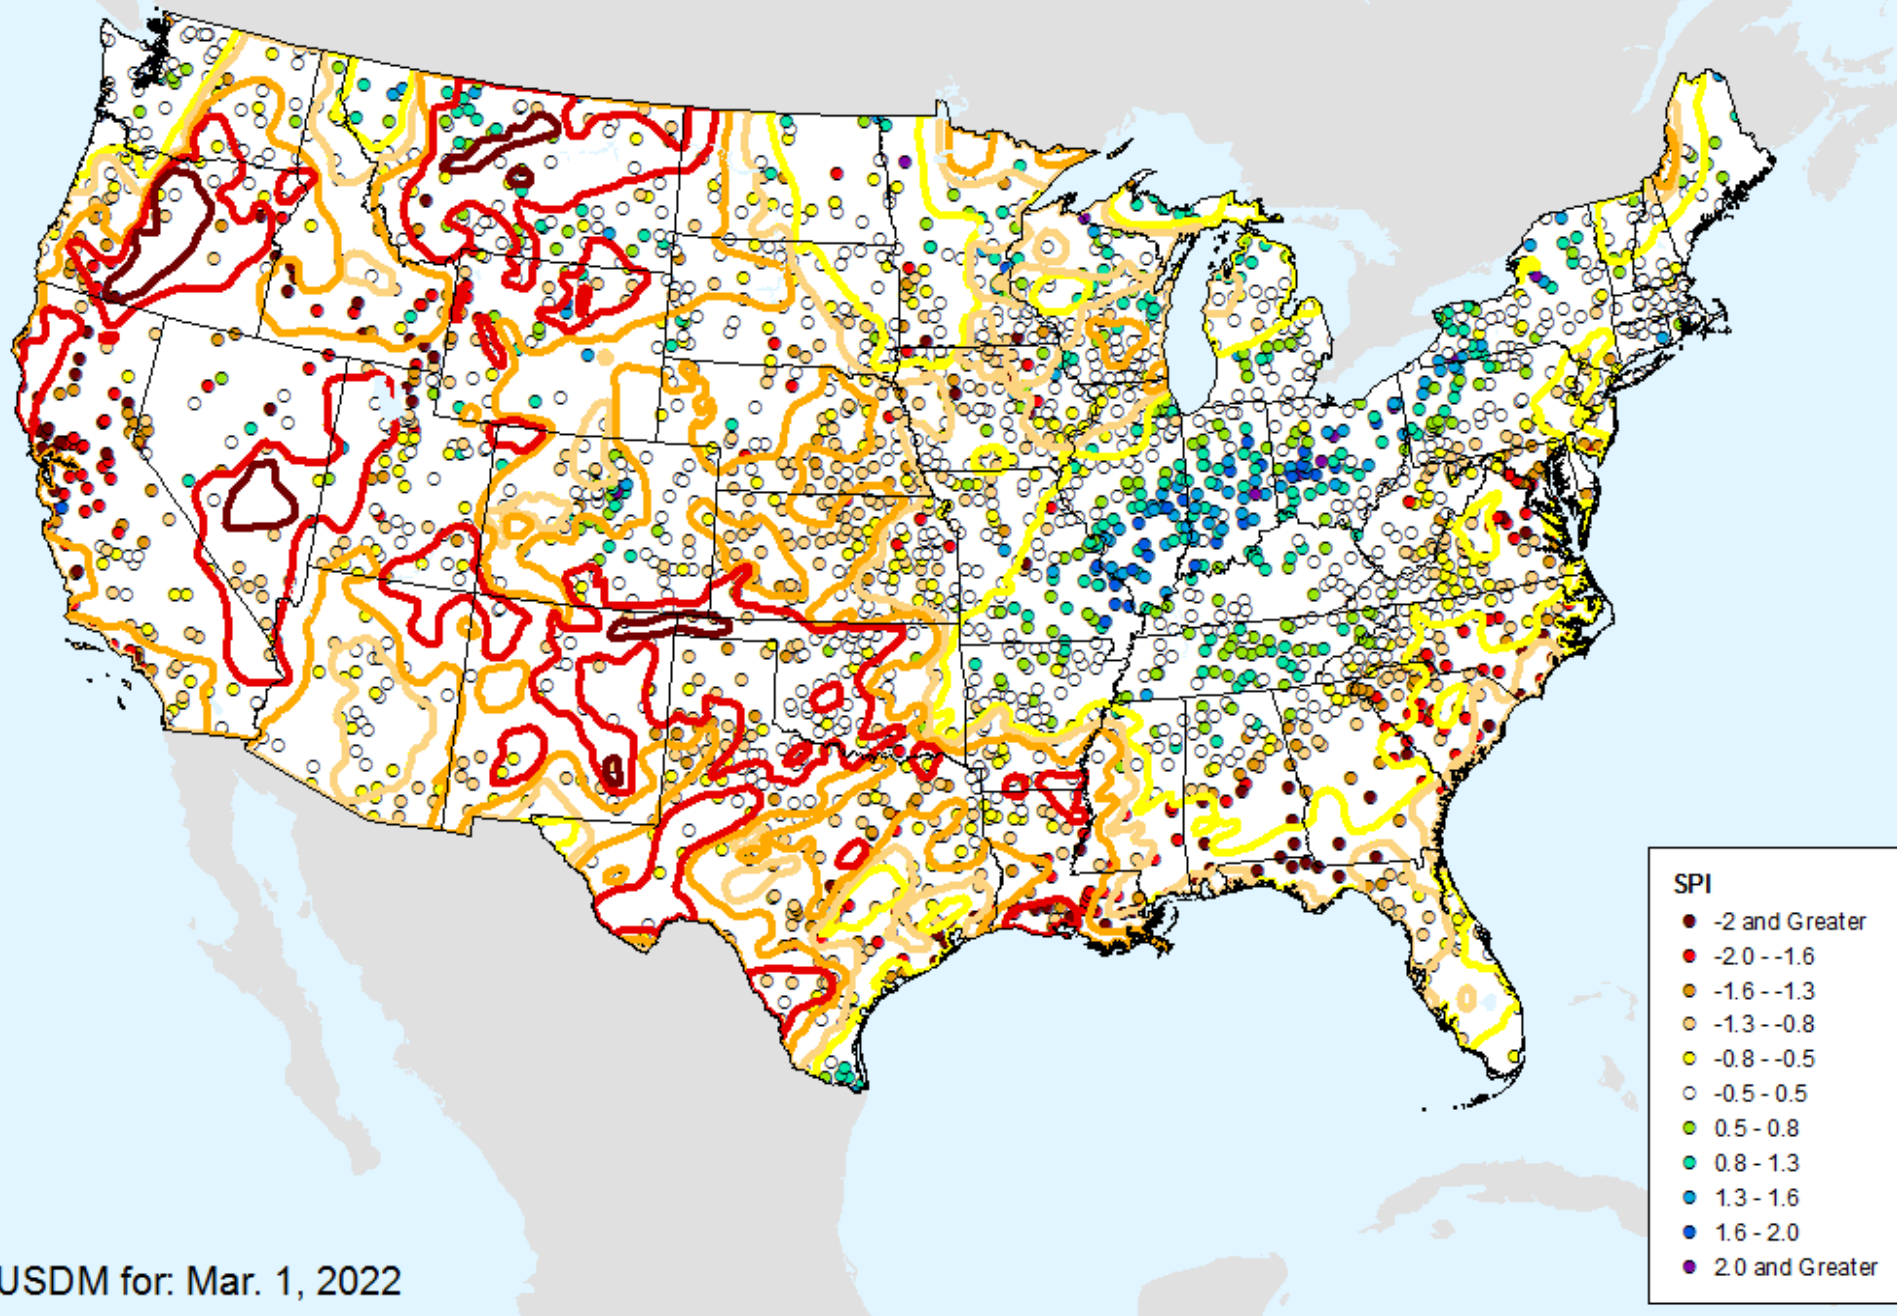 SPI
-2 and Greater
-2.0 - -1.6
-1.6 - -1.3
-1.3 - -0.8
-0.8 - -0.5
-0.5 - 0.5
0.5 - 0.8
0.8 - 1.3
1.3 - 1.6
1.6 - 2.0
2.0 and Greater
USDM for: Mar. 1, 2022